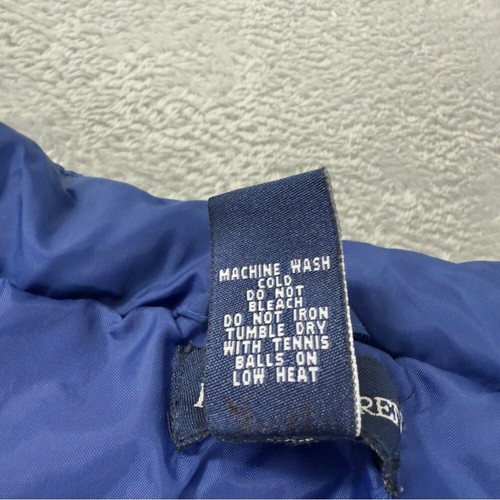 MACHINE WASH
COLD
DO NOT
BLEACH
DO NOT IRON
TUMBLE DRY
WITH TENNIS
BALLS ON
LOW HEAT